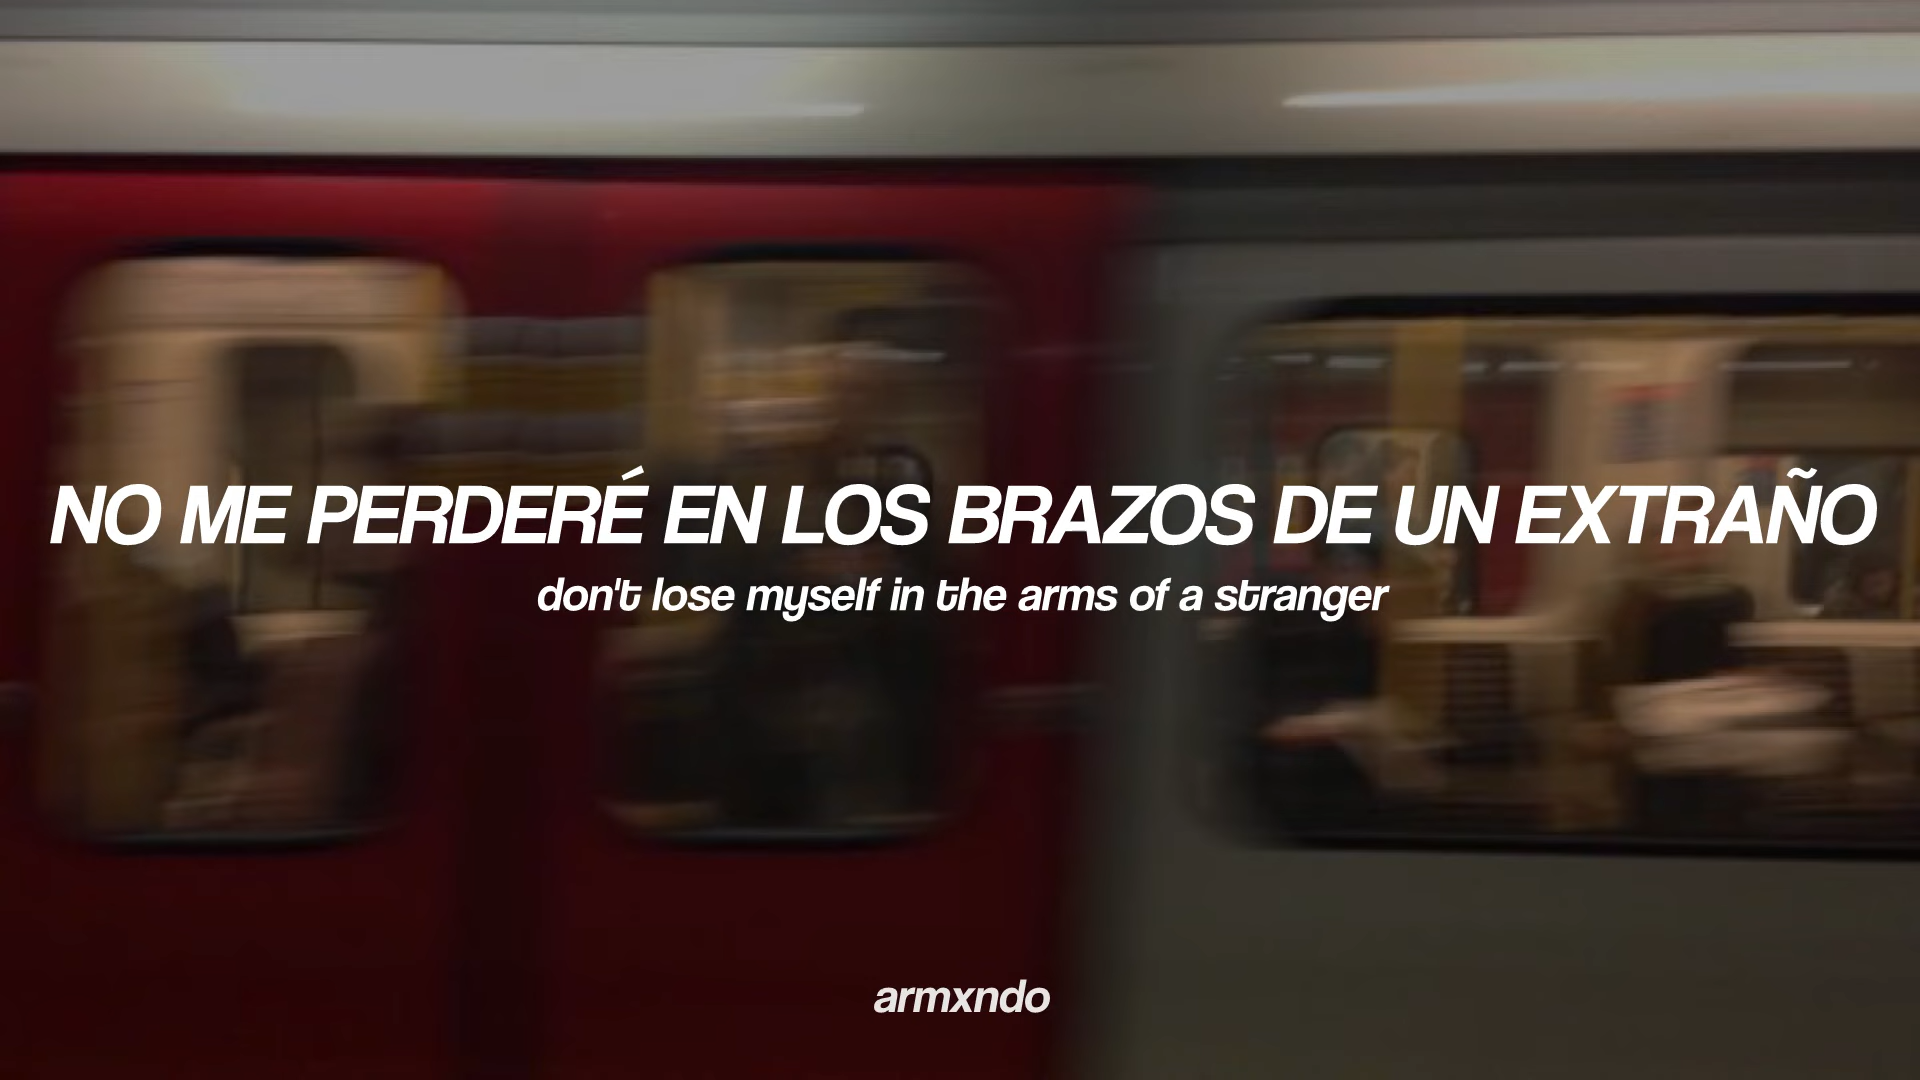 NO ME PERDERÉ EN LOS BRAZOS DE UN EXTRAÑO
don't lose myself in the arms of a stranger
armxndo